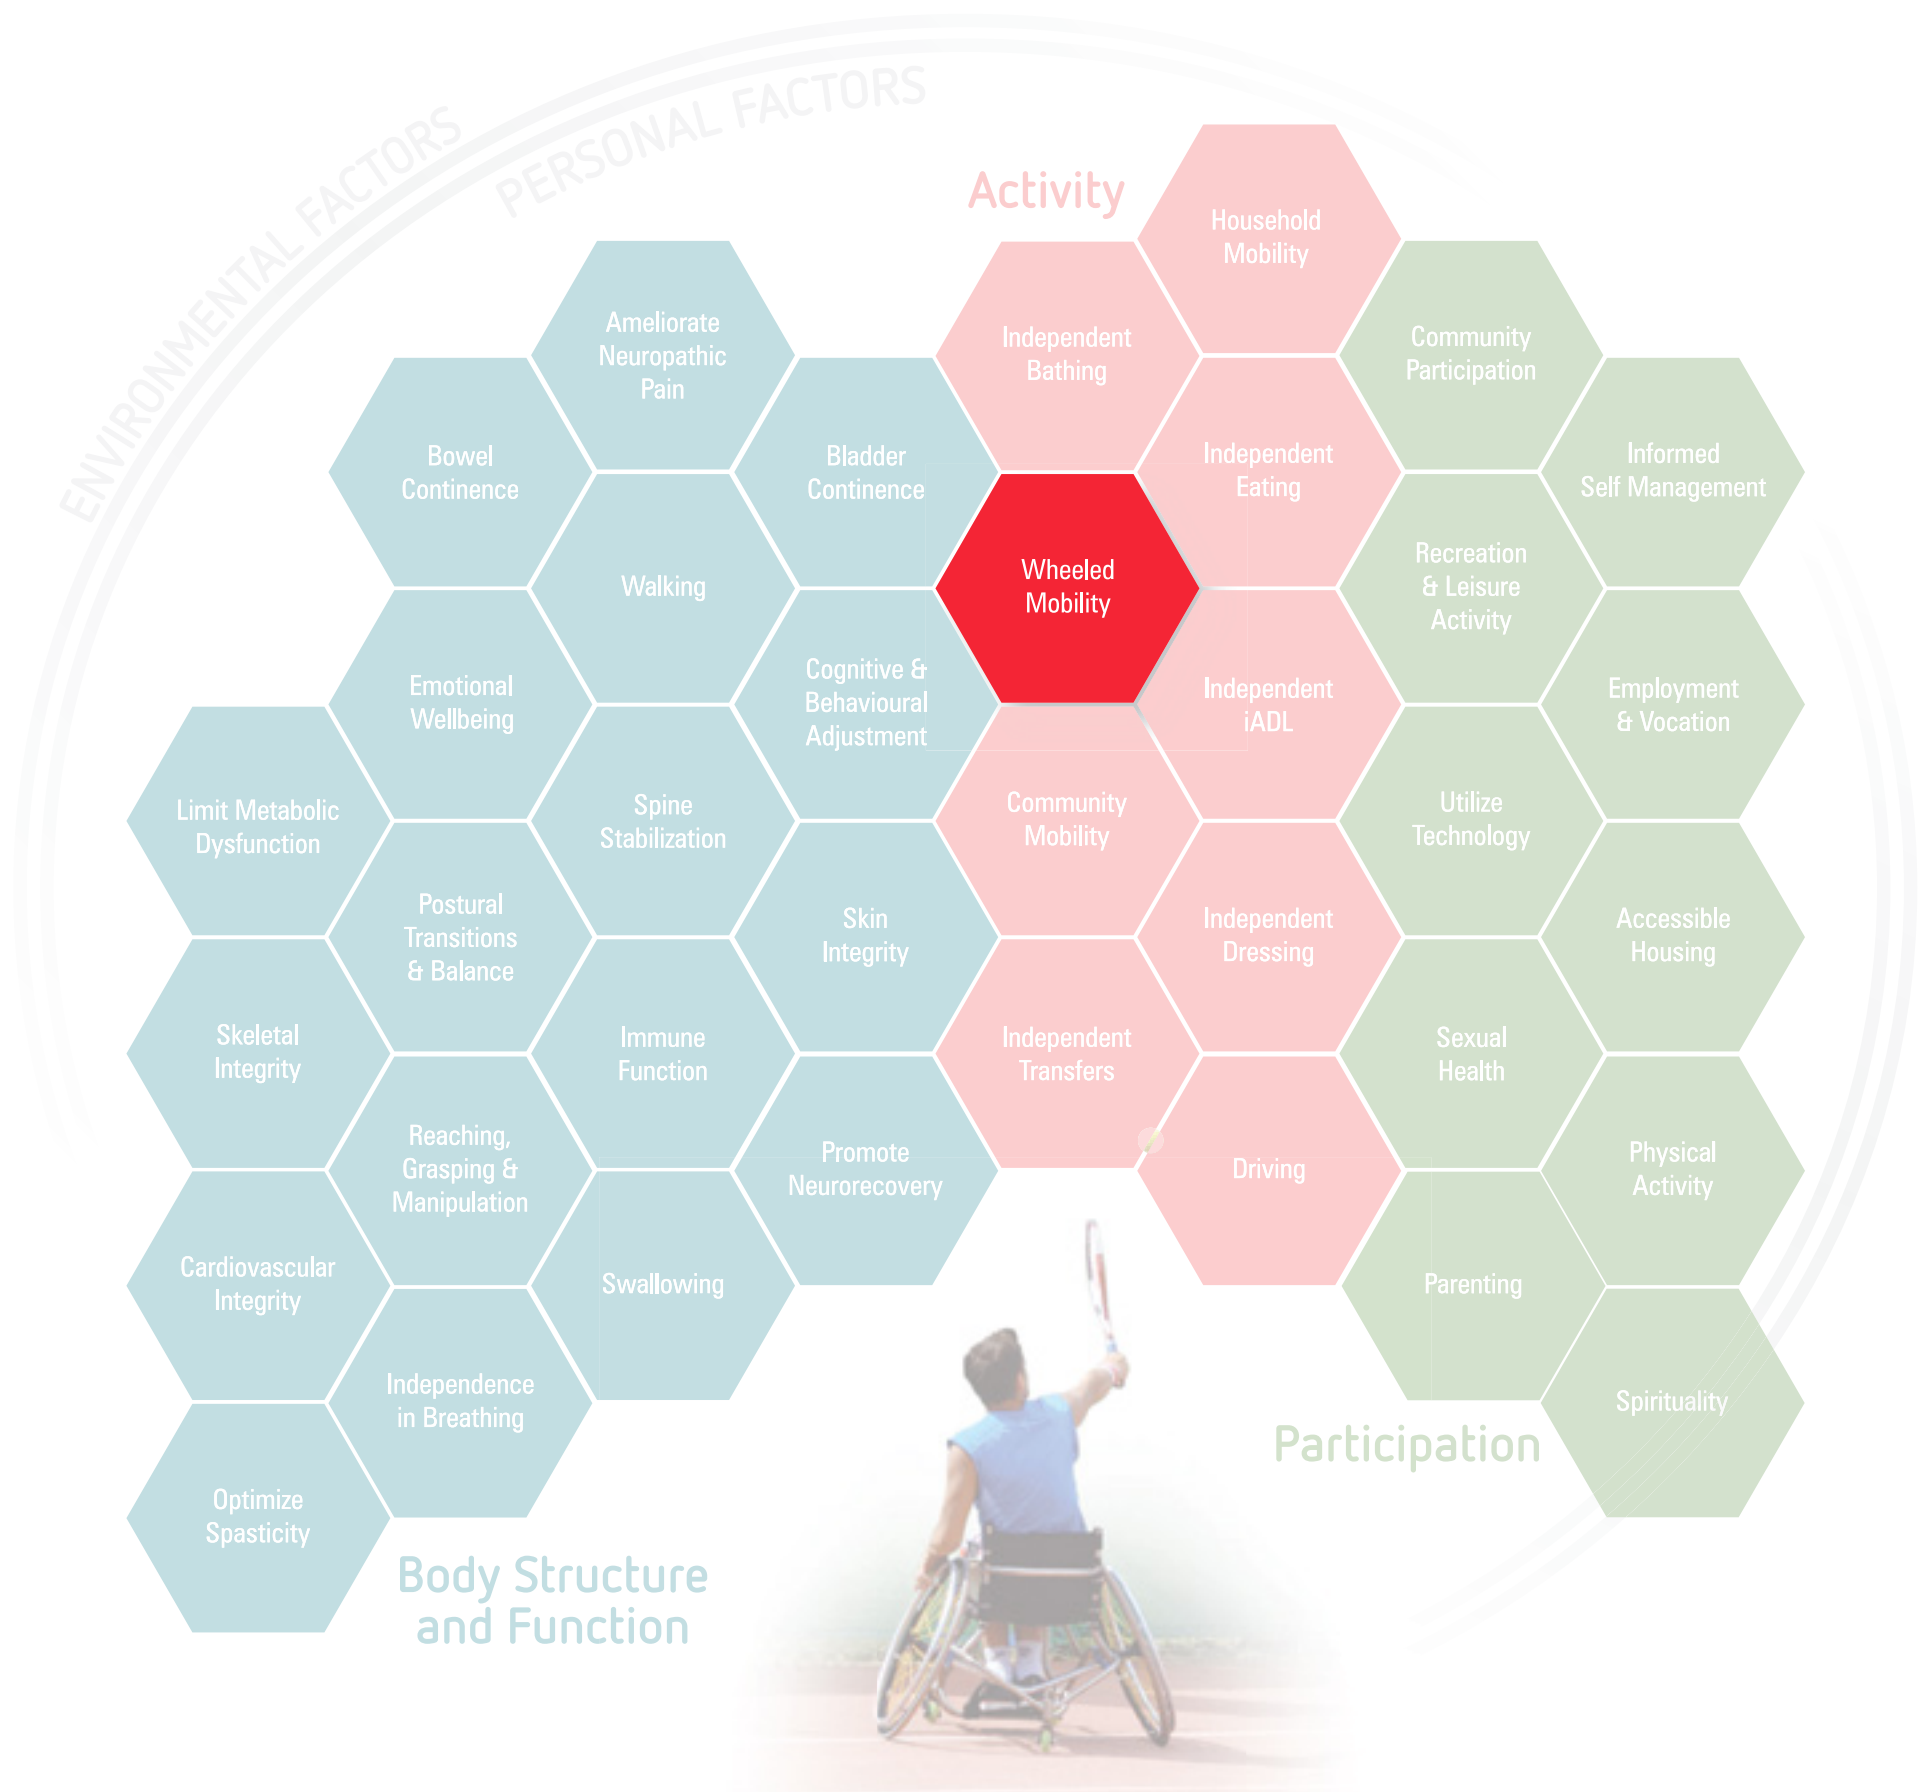 ENVIRONMENTAL FACTORS
PERSONAL FACTORS
Activity
Household
Mobility
Independent
Bathing
Community
Participation
Ameliorate
Neuropathic
Pain
Bowel
Continence
Bladder
Continence
Independent
Eating
Informed
Self Management
Walking
Wheeled
Mobility
Recreation
& Leisure
Activity
Emotional
Wellbeing
Cognitive &
Behavioural
Adjustment
Independent
iADL
Employment
& Vocation
Limit Metabolic
Dysfunction
Spine
Stabilization
Community
Mobility
Utilize
Technology
Postural
Transitions
& Balance
Skin
Integrity
Independent
Dressing
Accessible
Housing
Skeletal
Integrity
Immune
Function
Independent
Transfers
Sexual
Health
Reaching,
Grasping &
Manipulation
Promote
Neurorecovery
Driving
Physical
Activity
Cardiovascular
Integrity
Swallowing
Parenting
Independence
in Breathing
Spirituality
Participation
Optimize
Spasticity
Body Structure
and Function